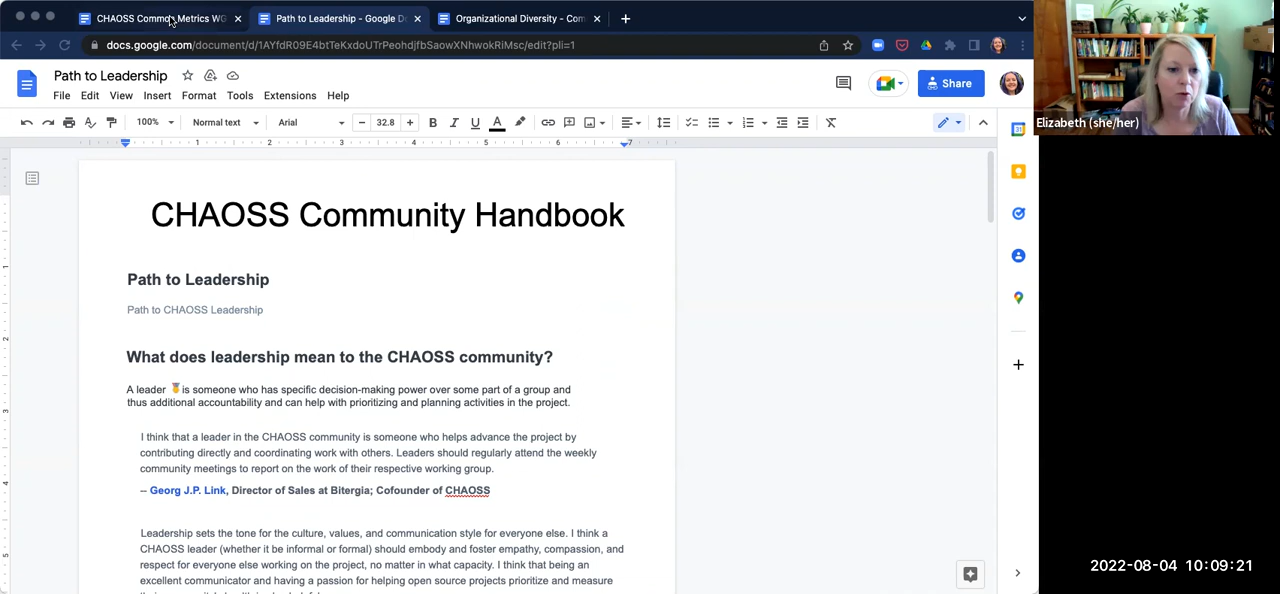 CHAOSS Common Metrics WG
Path to Leadership - Google Do
Organizational Diversity - Com
docs.google.com/document/d/1AYfdR09E4btTeKxdoUTrPeohdjfbSaowXNhwokRiMsc/edit?pli=1
Path to Leadership
File Edit View Insert Format Tools Extensions Help
Share
100% Normal text Arial 32.8
1 2 3 4 5 6 7
CHAOSS Community Handbook
Path to Leadership
Path to CHAOSS Leadership
What does leadership mean to the CHAOSS community?
A leader 🏅is someone who has specific decision-making power over some part of a group and
thus additional accountability and can help with prioritizing and planning activities in the project.
I think that a leader in the CHAOSS community is someone who helps advance the project by
contributing directly and coordinating work with others. Leaders should regularly attend the weekly
community meetings to report on the work of their respective working group.
-- Georg J.P. Link, Director of Sales at Bitergia; Cofounder of CHAOSS
Leadership sets the tone for the culture, values, and communication style for everyone else. I think a
CHAOSS leader (whether it be informal or formal) should embody and foster empathy, compassion, and
respect for everyone else working on the project, no matter in what capacity. I think that being an
excellent communicator and having a passion for helping open source projects prioritize and measure
Elizabeth (she/her)
2022-08-04 10:09:21